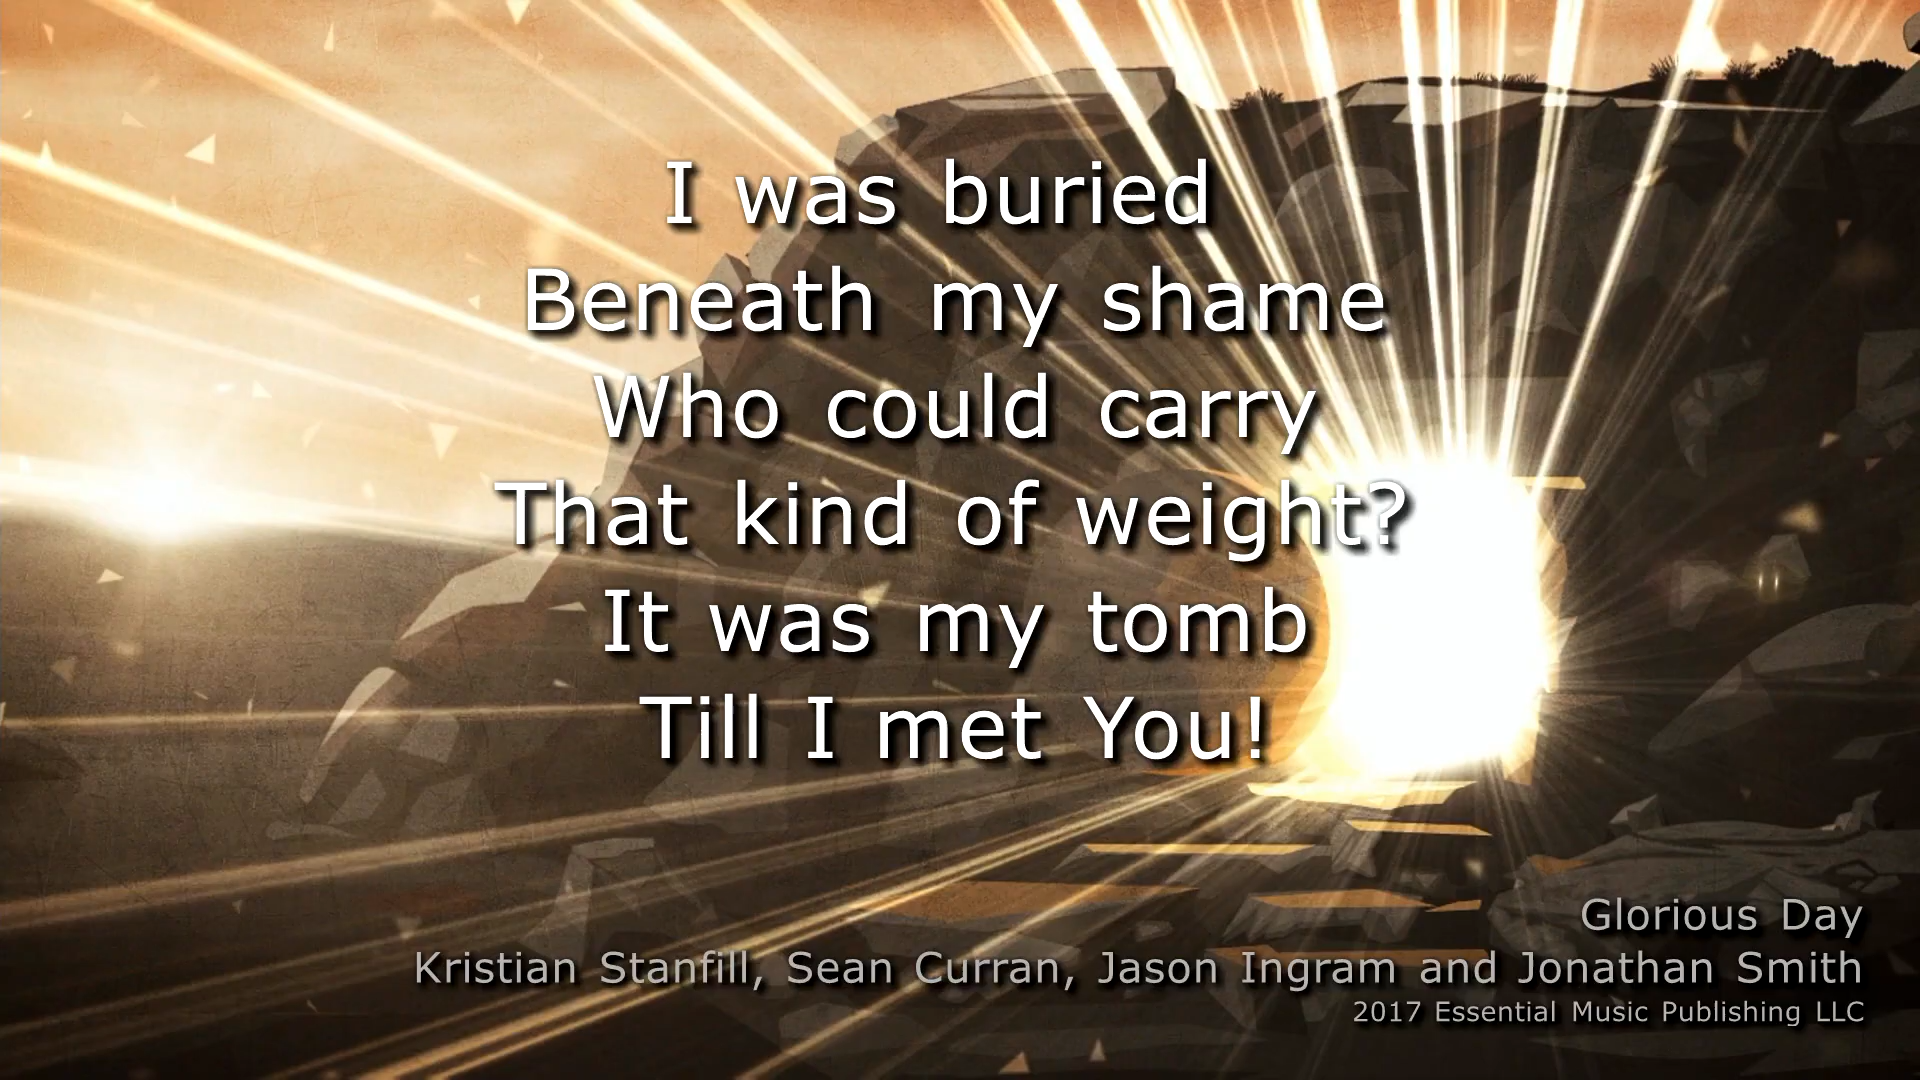 I was buried
Beneath my shame
Who could carry
That kind of weight?
It was my tomb
Till I met You!
Glorious Day
Kristian Stanfill, Sean Curran, Jason Ingram and Jonathan Smith
2017 Essential Music Publishing LLC